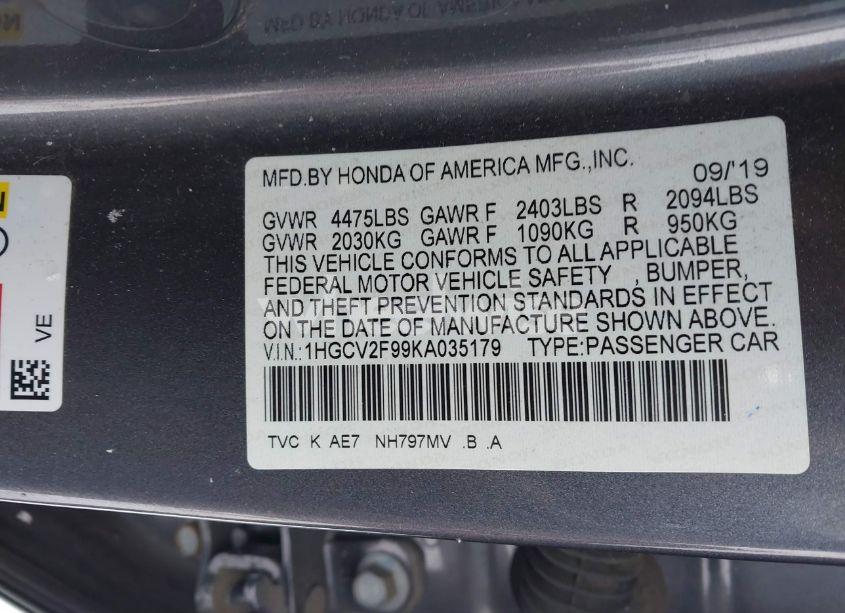 MFD.BY HONDA OF AMERICA MFG.,INC. 09/'19
GVWR 4475LBS GAWR F 2403LBS R 2094LBS
GVWR 2030KG GAWR F 1090KG R 950KG
THIS VEHICLE CONFORMS TO ALL APPLICABLE
FEDERAL MOTOR VEHICLE SAFETY , BUMPER,
AND THEFT PREVENTION STANDARDS IN EFFECT
ON THE DATE OF MANUFACTURE SHOWN ABOVE.
V.I.N.:1HGCV2F99KA035179 TYPE:PASSENGER CAR
TVC K AE7 NH797MV .B .A
VE